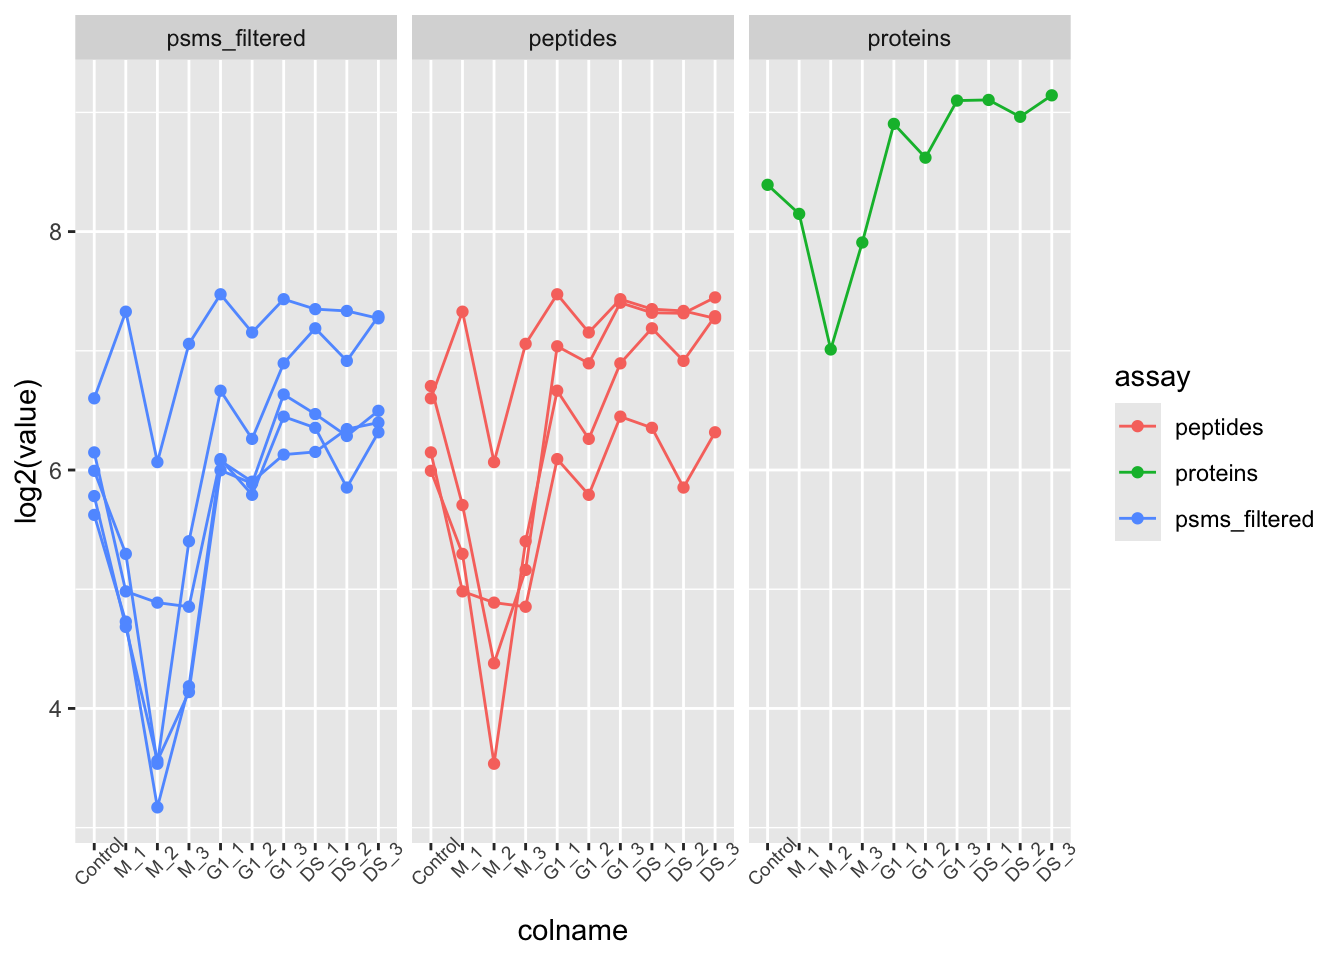 psms_filtered
peptides
proteins
log2(value)
8
6
4
Control
M_1
M_2
M_3
G1_1
G1_2
G1_3
DS_1
DS_2
DS_3
Control
M_1
M_2
M_3
G1_1
G1_2
G1_3
DS_1
DS_2
DS_3
Control
M_1
M_2
M_3
G1_1
G1_2
G1_3
DS_1
DS_2
DS_3
colname
assay
peptides
proteins
psms_filtered